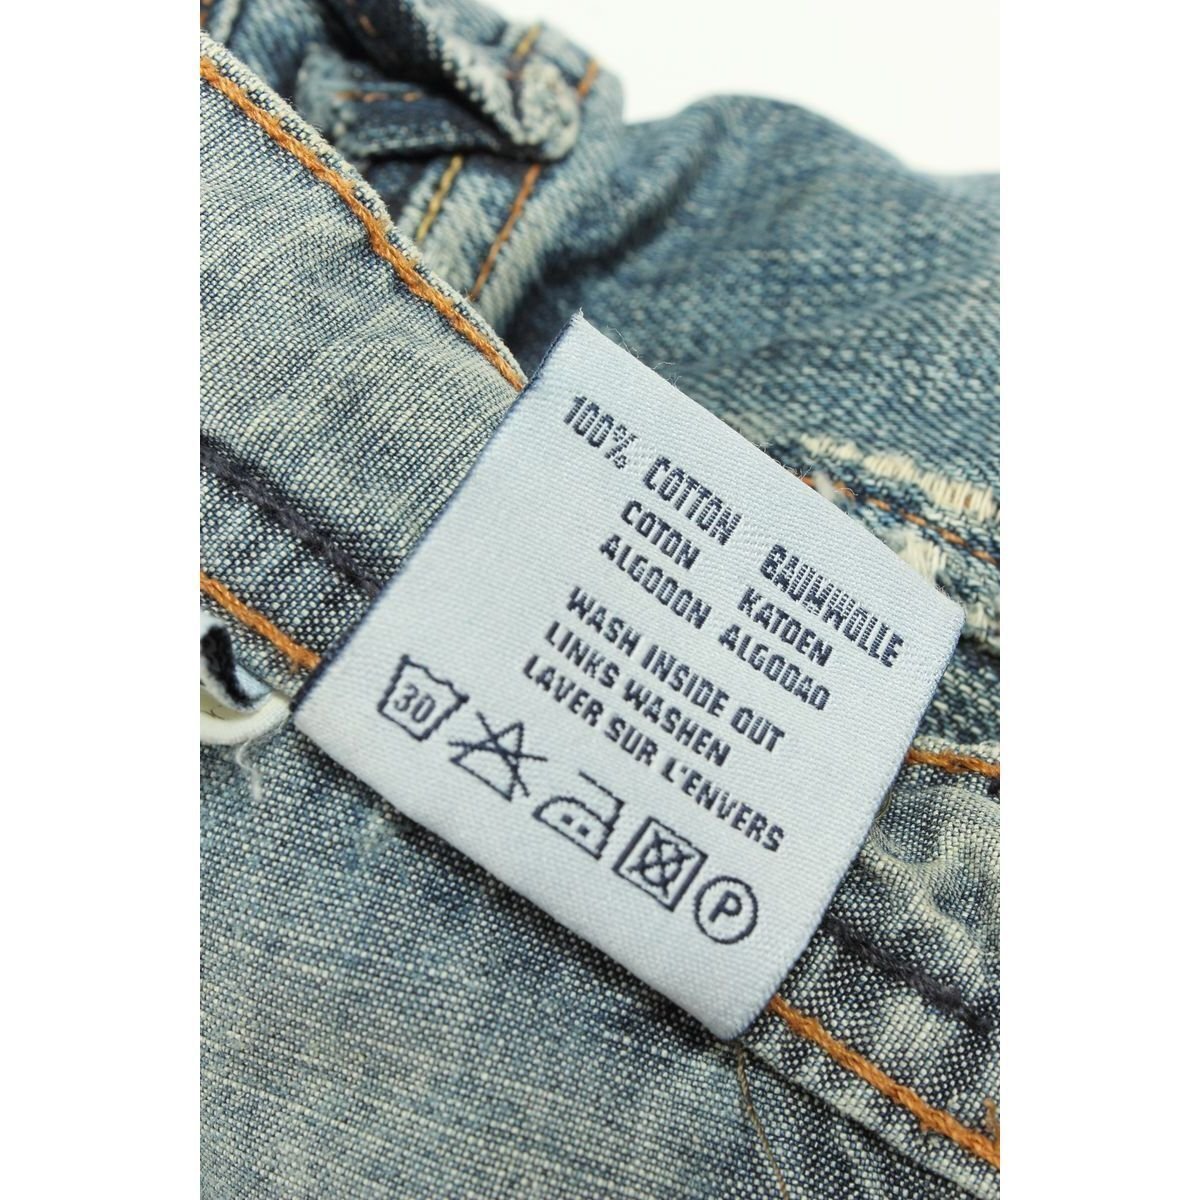 100% COTTON BAUMWOLLE
COTON KATOEN
ALGODON ALGODAO
WASH INSIDE OUT
LINKS WASHEN
LAVER SUR L'ENVERS
30
P